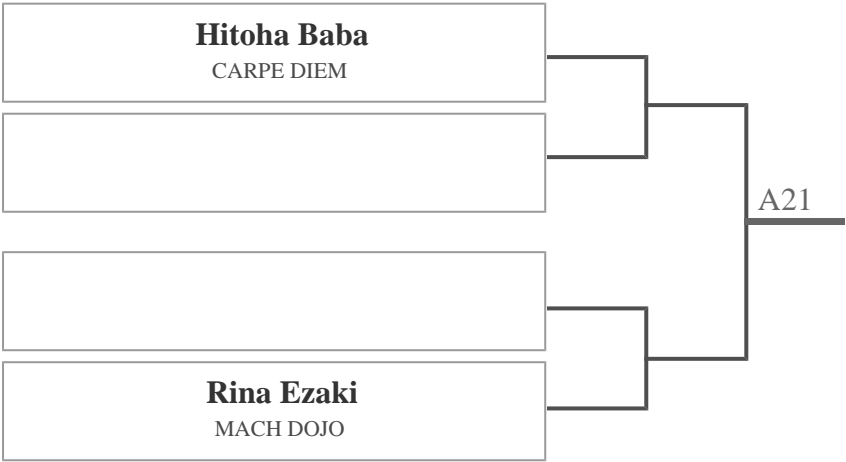 Hitoha Baba
CARPE DIEM
A21
Rina Ezaki
MACH DOJO